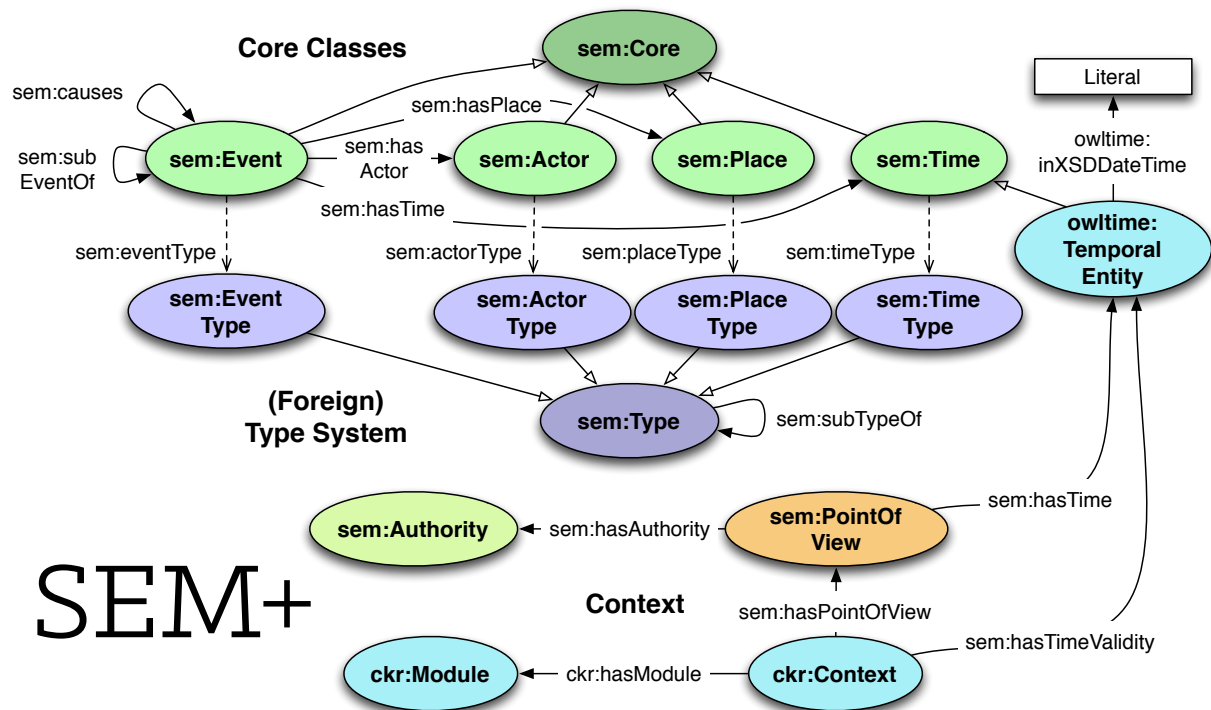 Core Classes
sem:Core
Literal
sem:causes
sem:hasPlace
owltime:
inXSDDateTime
sem:sub
EventOf
sem:Event
sem:has
Actor
sem:Actor
sem:Place
sem:Time
sem:hasTime
owltime:
Temporal
Entity
sem:eventType
sem:actorType
sem:placeType
sem:timeType
sem:Event
Type
sem:Actor
Type
sem:Place
Type
sem:Time
Type
(Foreign)
Type System
sem:Type
sem:subTypeOf
sem:hasTime
sem:Authority
sem:hasAuthority
sem:PointOf
View
SEM+
Context
sem:hasPointOfView
sem:hasTimeValidity
ckr:Module
ckr:hasModule
ckr:Context